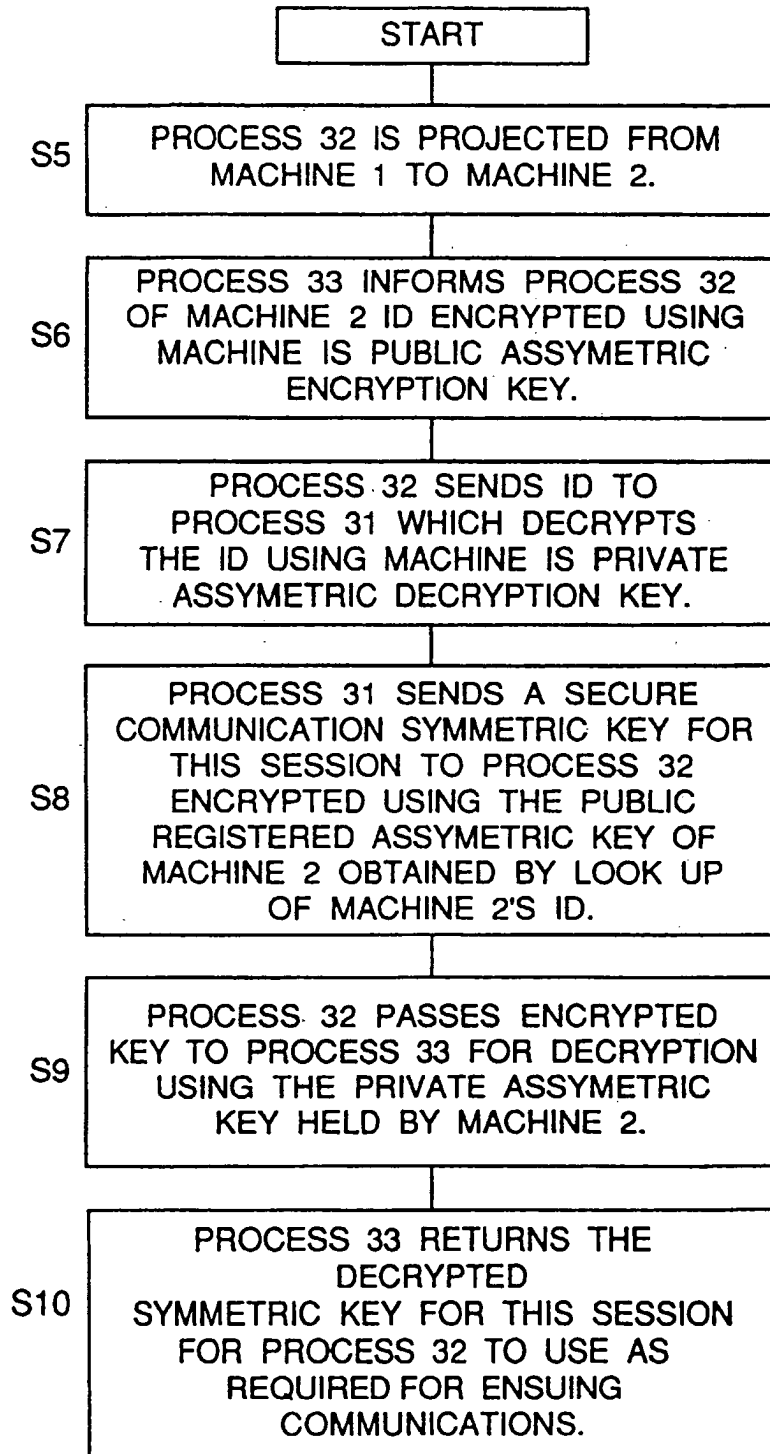 START
S5
PROCESS 32 IS PROJECTED FROM
MACHINE 1 TO MACHINE 2.
S6
PROCESS 33 INFORMS PROCESS 32
OF MACHINE 2 ID ENCRYPTED USING
MACHINE IS PUBLIC ASSYMETRIC
ENCRYPTION KEY.
S7
PROCESS 32 SENDS ID TO
PROCESS 31 WHICH DECRYPTS
THE ID USING MACHINE IS PRIVATE
ASSYMETRIC DECRYPTION KEY.
S8
PROCESS 31 SENDS A SECURE
COMMUNICATION SYMMETRIC KEY FOR
THIS SESSION TO PROCESS 32
ENCRYPTED USING THE PUBLIC
REGISTERED ASSYMETRIC KEY OF
MACHINE 2 OBTAINED BY LOOK UP
OF MACHINE 2'S ID.
S9
PROCESS 32 PASSES ENCRYPTED
KEY TO PROCESS 33 FOR DECRYPTION
USING THE PRIVATE ASSYMETRIC
KEY HELD BY MACHINE 2.
S10
PROCESS 33 RETURNS THE
DECRYPTED
SYMMETRIC KEY FOR THIS SESSION
FOR PROCESS 32 TO USE AS
REQUIRED FOR ENSUING
COMMUNICATIONS.